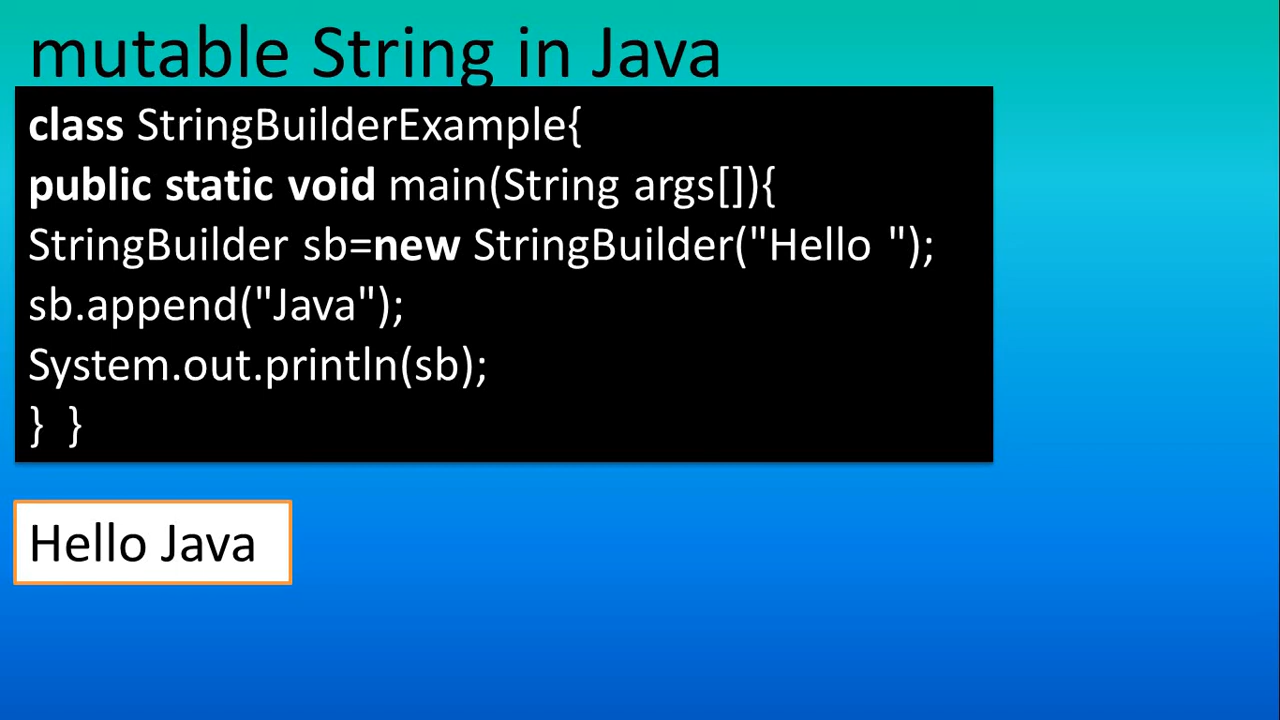 mutable String in Java
class StringBuilderExample{
public static void main(String args[]){
StringBuilder sb=new StringBuilder("Hello ");
sb.append("Java");
System.out.println(sb);
} }
Hello Java